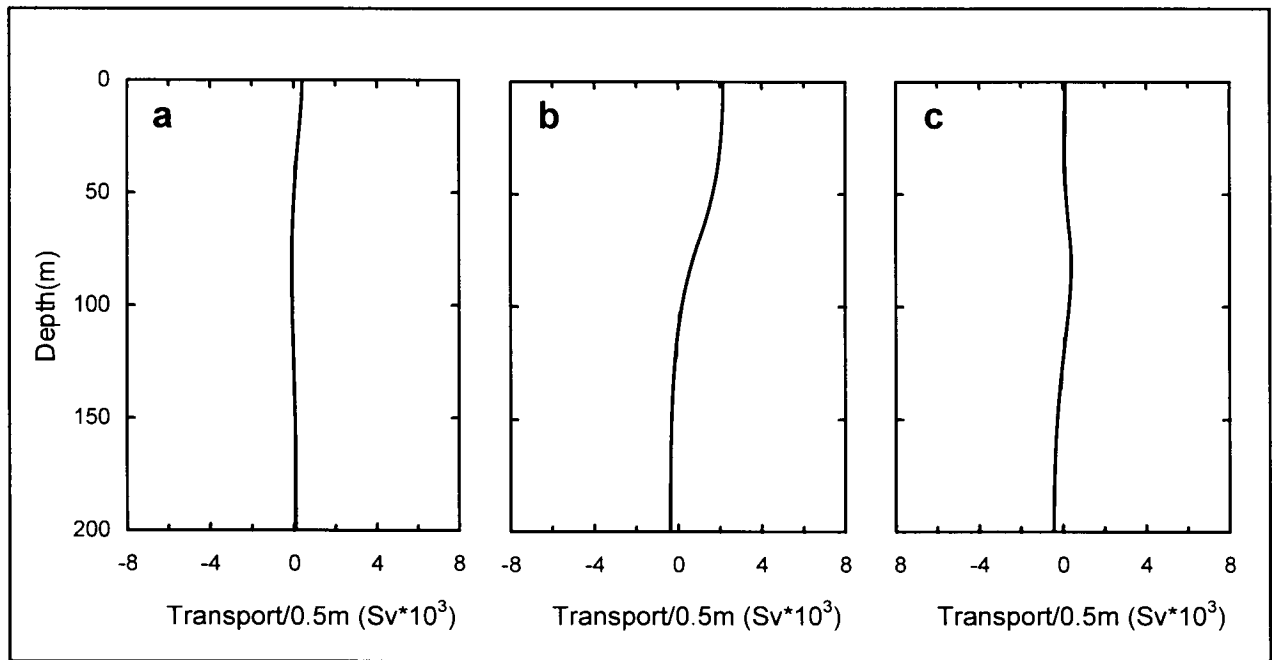 a
b
c
0
50
100
150
200
Depth(m)
-8 -4 0 4 8
-8 -4 0 4 8
-8 -4 0 4 8
Transport/0.5m (Sv*10³)
Transport/0.5m (Sv*10³)
Transport/0.5m (Sv*10³)